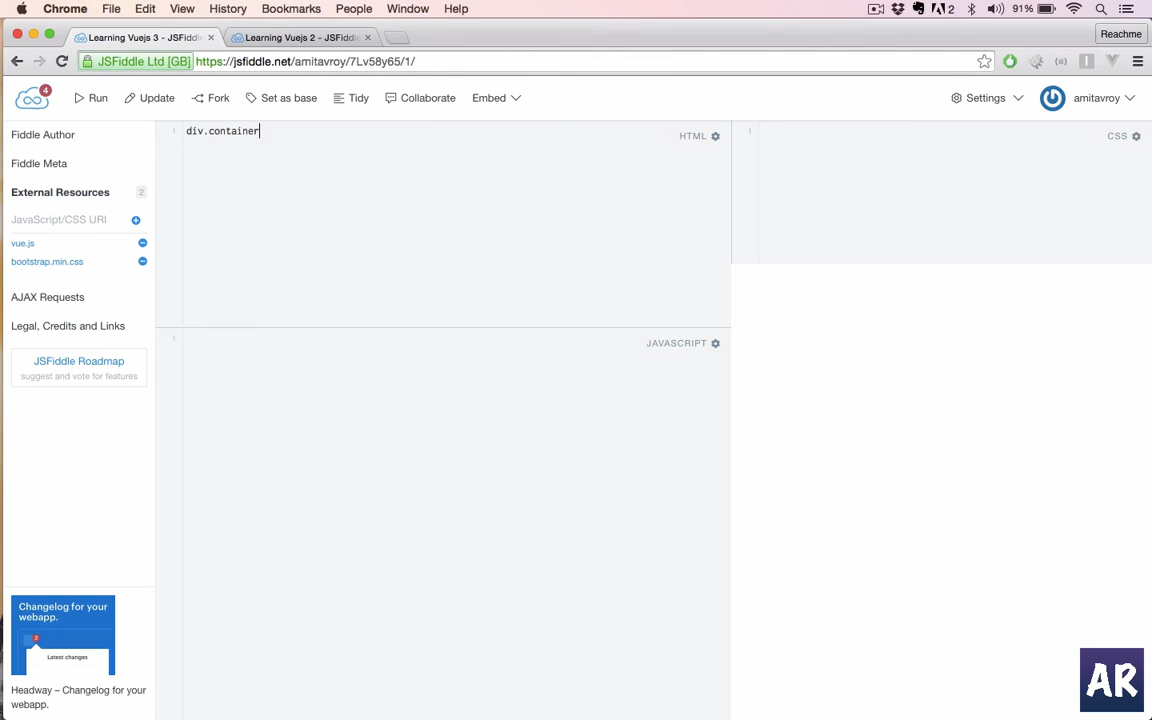 Chrome File Edit View History Bookmarks People Window Help 2 91%
Learning Vuejs 3 - JSFiddl Learning Vuejs 2 - JSFiddl Reachme
JSFiddle Ltd [GB] https://jsfiddle.net/amitavroy/7Lv58y65/1/
4 Run Update Fork Set as base Tidy Collaborate Embed Settings amitavroy
Fiddle Author
Fiddle Meta
External Resources 2
JavaScript/CSS URI
vue.js
bootstrap.min.css
AJAX Requests
Legal, Credits and Links
JSFiddle Roadmap
suggest and vote for features
Changelog for your
webapp.
2
Latest changes
Headway – Changelog for your
webapp.
1 div.container
HTML
1
CSS
1
JAVASCRIPT
AR